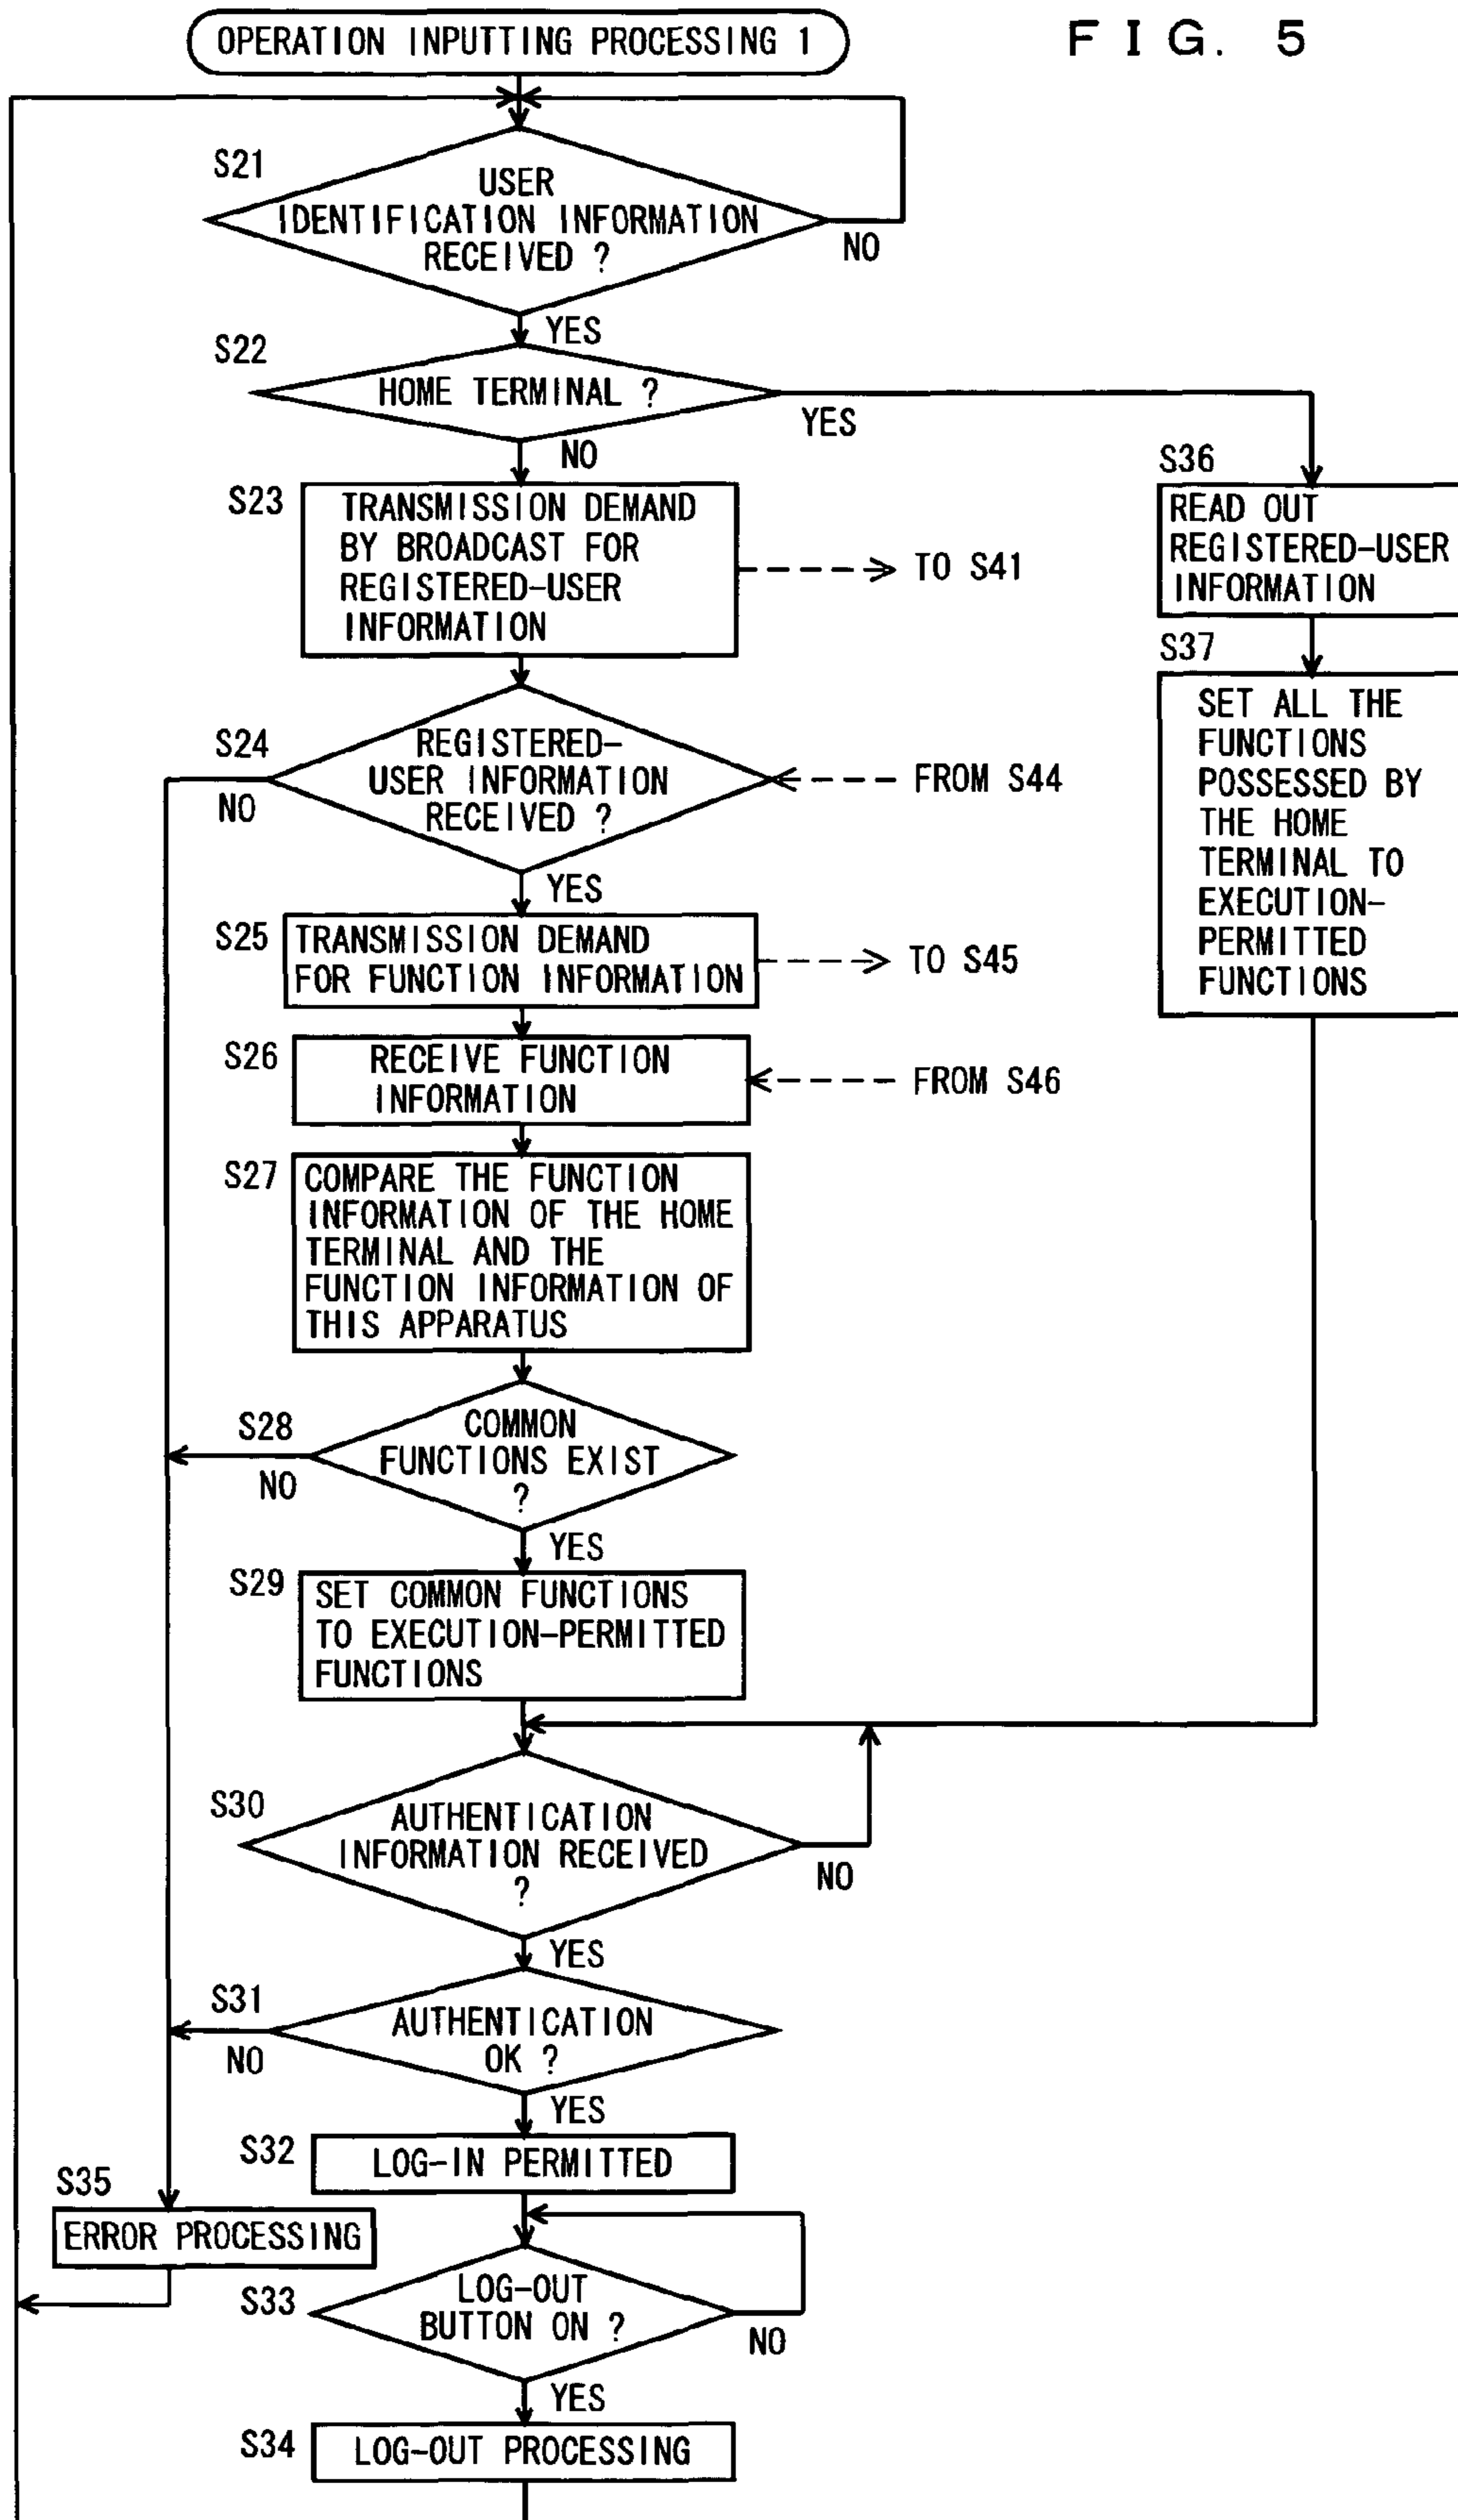 OPERATION INPUTTING PROCESSING 1
FIG. 5
S21
USER
IDENTIFICATION INFORMATION
RECEIVED ?
NO
YES
S22
HOME TERMINAL ?
YES
NO
S23
TRANSMISSION DEMAND
BY BROADCAST FOR
REGISTERED-USER
INFORMATION
TO S41
S36
READ OUT
REGISTERED-USER
INFORMATION
S37
SET ALL THE
FUNCTIONS
POSSESSED BY
THE HOME
TERMINAL TO
EXECUTION-
PERMITTED
FUNCTIONS
S24
REGISTERED-
USER INFORMATION
RECEIVED ?
FROM S44
NO
YES
S25
TRANSMISSION DEMAND
FOR FUNCTION INFORMATION
TO S45
S26
RECEIVE FUNCTION
INFORMATION
FROM S46
S27
COMPARE THE FUNCTION
INFORMATION OF THE HOME
TERMINAL AND THE
FUNCTION INFORMATION OF
THIS APPARATUS
S28
COMMON
FUNCTIONS EXIST
?
NO
YES
S29
SET COMMON FUNCTIONS
TO EXECUTION-PERMITTED
FUNCTIONS
S30
AUTHENTICATION
INFORMATION RECEIVED
?
NO
YES
S31
AUTHENTICATION
OK ?
NO
YES
S32
LOG-IN PERMITTED
S35
ERROR PROCESSING
S33
LOG-OUT
BUTTON ON ?
NO
YES
S34
LOG-OUT PROCESSING